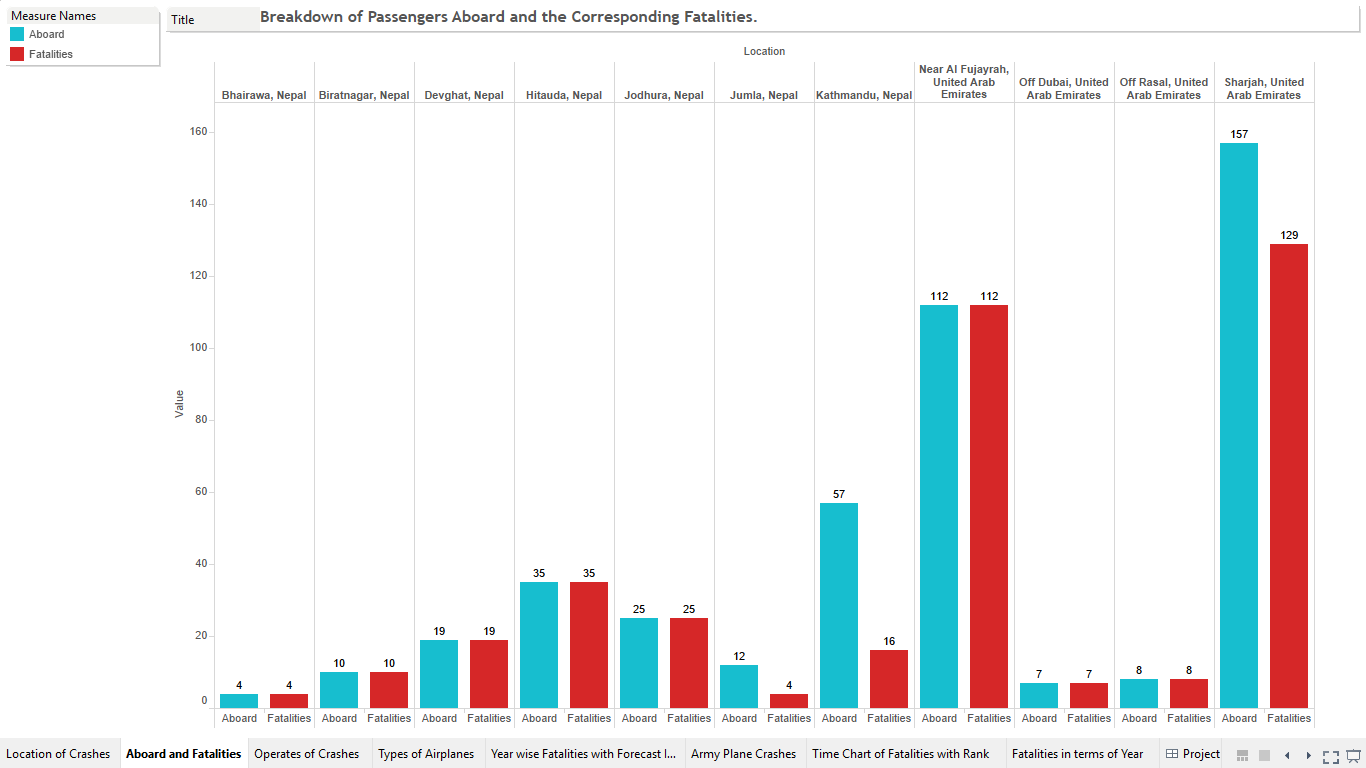 Measure Names
Aboard
Fatalities
Title
Breakdown of Passengers Aboard and the Corresponding Fatalities.
Location
Bhairawa, Nepal
Biratnagar, Nepal
Devghat, Nepal
Hitauda, Nepal
Jodhura, Nepal
Jumla, Nepal
Kathmandu, Nepal
Near Al Fujayrah,
United Arab
Emirates
Off Dubai, United
Arab Emirates
Off Rasal, United
Arab Emirates
Sharjah, United
Arab Emirates
Value
160
140
120
100
80
60
40
20
0
4
4
10
10
19
19
35
35
25
25
12
4
57
16
112
112
7
7
8
8
157
129
Aboard
Fatalities
Aboard
Fatalities
Aboard
Fatalities
Aboard
Fatalities
Aboard
Fatalities
Aboard
Fatalities
Aboard
Fatalities
Aboard
Fatalities
Aboard
Fatalities
Aboard
Fatalities
Aboard
Fatalities
Location of Crashes
Aboard and Fatalities
Operates of Crashes
Types of Airplanes
Year wise Fatalities with Forecast I...
Army Plane Crashes
Time Chart of Fatalities with Rank
Fatalities in terms of Year
Project